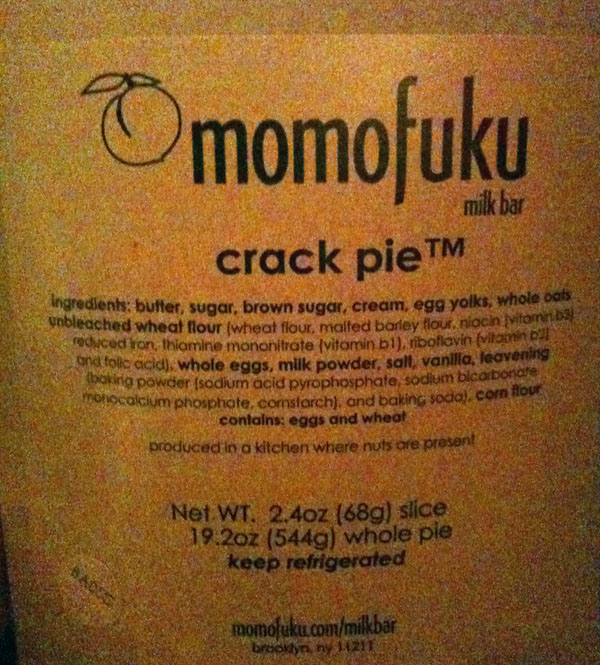 momofuku
milk bar
crack pie™
ingredients: butter, sugar, brown sugar, cream, egg yolks, whole oats
unbleached wheat flour (wheat flour, malted barley flour, niacin (vitamin b3)
reduced iron, thiamine mononitrate (vitamin b1), riboflavin (vitamin b2)
and folic acid), whole eggs, milk powder, salt, vanilla, leavening
(baking powder (sodium acid pyrophosphate, sodium bicarbonate
monocalcium phosphate, cornstarch), and baking soda), corn flour
contains: eggs and wheat
produced in a kitchen where nuts are present
Net WT. 2.4oz (68g) slice
19.2oz (544g) whole pie
keep refrigerated
momofuku.com/milkbar
brooklyn, ny 11211